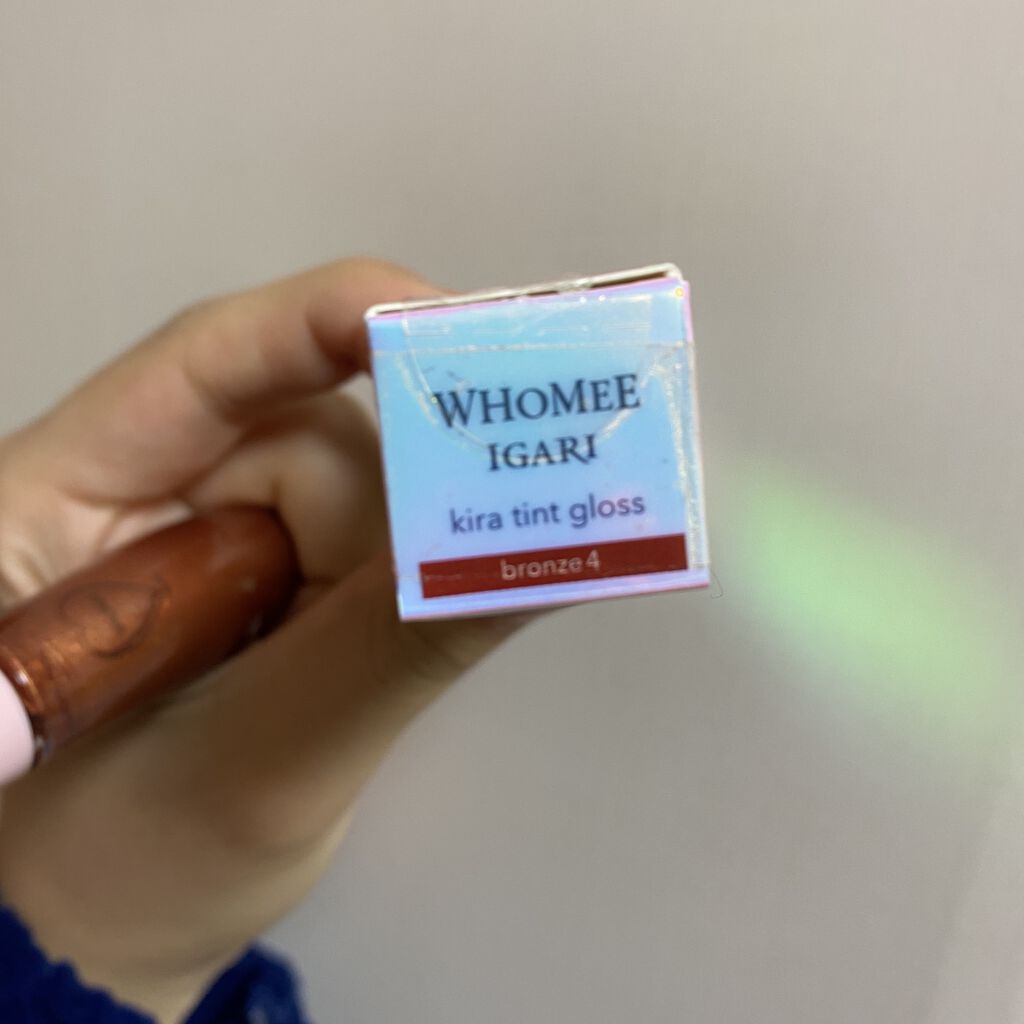 WHOMEE
IGARI
kira tint gloss
bronze 4